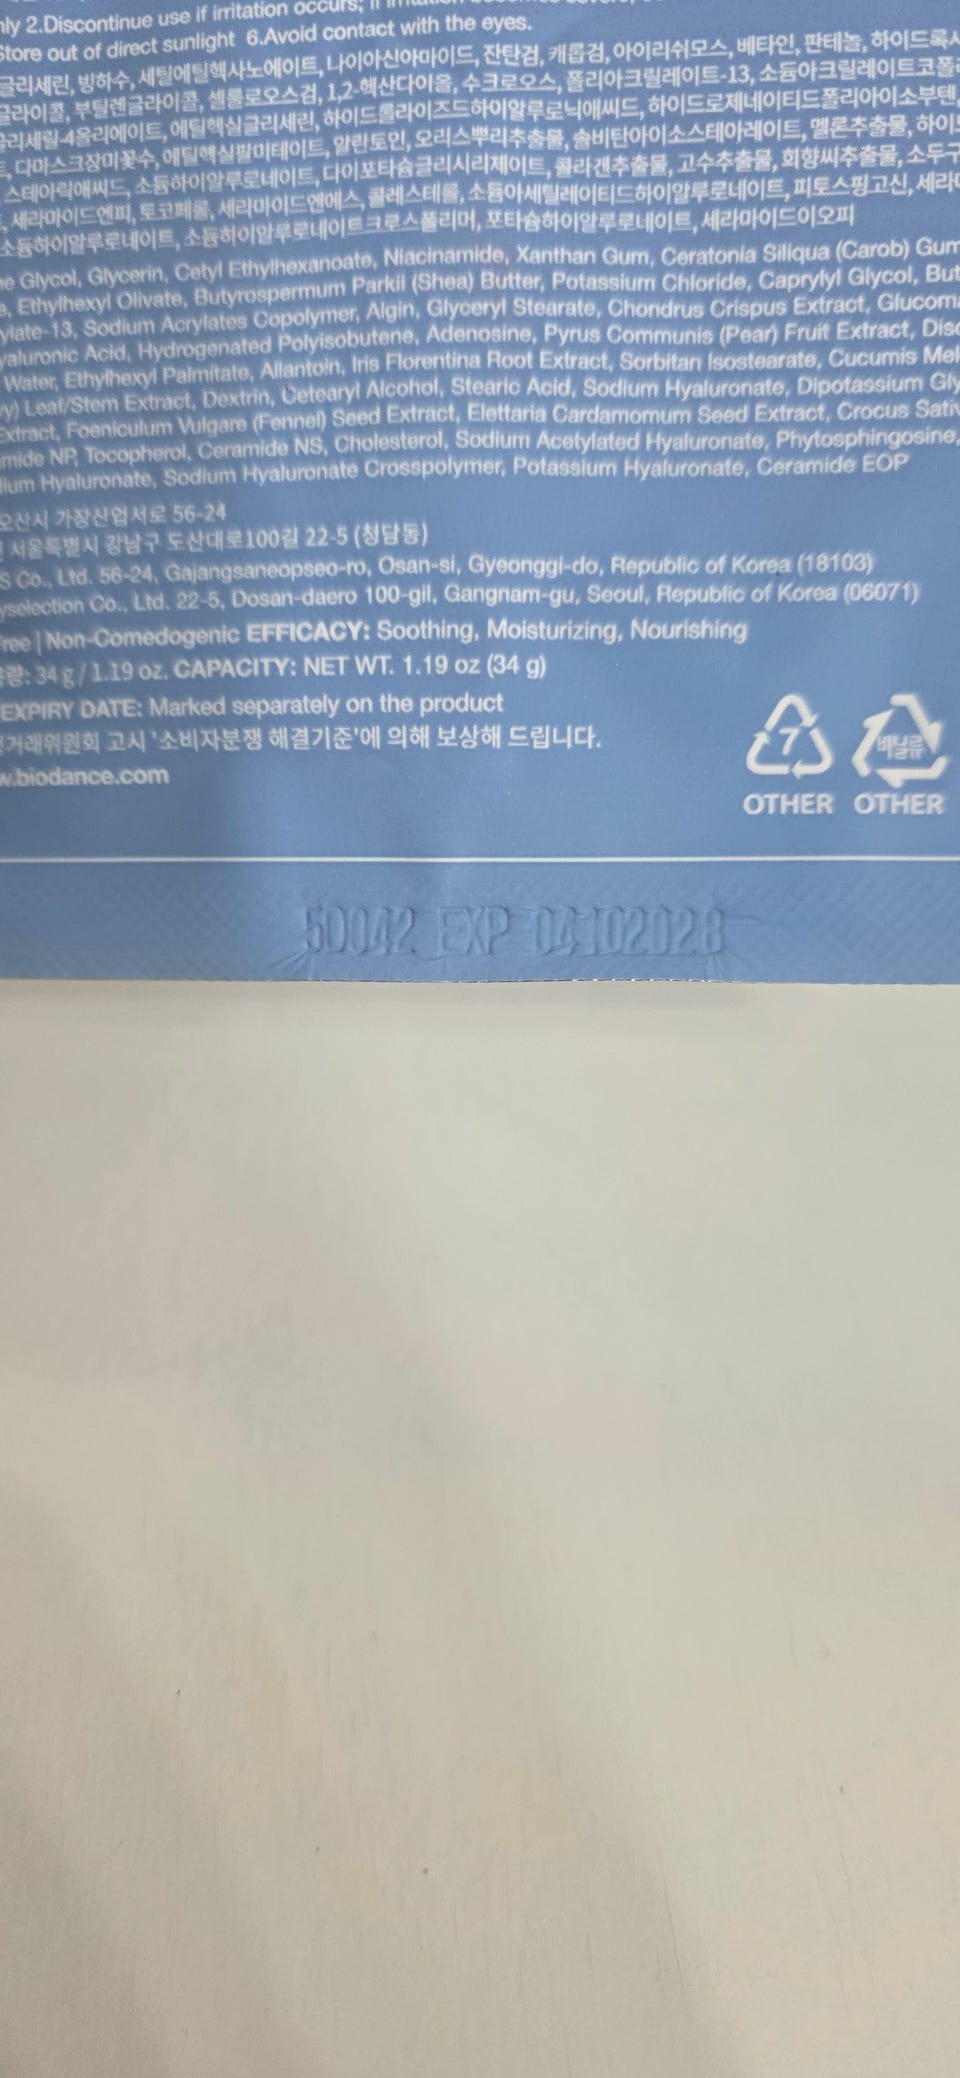 2.Discontinue use if irritation occurs;
Store out of direct sunlight 6.Avoid contact with the eyes.
글리세린, 빙하수, 세틸에틸헥사노에이트, 나이아신아마이드, 잔탄검, 캐롭검, 아이리쉬모스, 베타인, 판테놀, 하이드록시
글라이콜, 부틸렌글라이콜, 셀룰로오스검, 1,2-헥산다이올, 수크로오스, 폴리아크릴레이트-13, 소듐아크릴레이트코폴리
글리세릴-4올리에이트, 에틸헥실글리세린, 하이드롤라이즈드하이알루로닉애씨드, 하이드로제네이티드폴리아이소부텐,
다마스크장미꽃수, 에틸헥실팔미테이트, 알란토인, 오리스뿌리추출물, 솔비탄아이소스테아레이트, 멜론추출물,
스테아릭애씨드, 소듐하이알루로네이트, 다이포타슘글리시리제이트, 콜라겐추출물, 고수추출물, 회향씨추출물, 소두구
세라마이드엔피, 토코페롤, 세라마이드엔에스, 콜레스테롤, 소듐아세틸레이티드하이알루로네이트, 피토스핑고신, 세라마
소듐하이알루로네이트, 소듐하이알루로네이트크로스폴리머, 포타슘하이알루로네이트, 세라마이드이오피
Glycol, Glycerin, Cetyl Ethylhexanoate, Niacinamide, Xanthan Gum, Ceratonia Siliqua (Carob) Gum
Ethylhexyl Olivate, Butyrospermum Parkii (Shea) Butter, Potassium Chloride, Caprylyl Glycol, But
ylate-13, Sodium Acrylates Copolymer, Algin, Glyceryl Stearate, Chondrus Crispus Extract, Glucom
yaluronic Acid, Hydrogenated Polyisobutene, Adenosine, Pyrus Communis (Pear) Fruit Extract, Diso
Water, Ethylhexyl Palmitate, Allantoin, Iris Florentina Root Extract, Sorbitan Isostearate, Cucumis Mel
y) Leaf/Stem Extract, Dextrin, Cetearyl Alcohol, Stearic Acid, Sodium Hyaluronate, Dipotassium Gly
Extract, Foeniculum Vulgare (Fennel) Seed Extract, Elettaria Cardamomum Seed Extract, Crocus Sativ
amide NP, Tocopherol, Ceramide NS, Cholesterol, Sodium Acetylated Hyaluronate, Phytosphingosine,
dium Hyaluronate, Sodium Hyaluronate Crosspolymer, Potassium Hyaluronate, Ceramide EOP
오산시 가장산업서로 56-24
서울특별시 강남구 도산대로100길 22-5 (청담동)
S Co., Ltd. 56-24, Gajangsaneopseo-ro, Osan-si, Gyeonggi-do, Republic of Korea (18103)
yselection Co., Ltd. 22-5, Dosan-daero 100-gil, Gangnam-gu, Seoul, Republic of Korea (06071)
ree | Non-Comedogenic EFFICACY: Soothing, Moisturizing, Nourishing
량: 34 g / 1.19 oz. CAPACITY: NET WT. 1.19 oz (34 g)
EXPIRY DATE: Marked separately on the product
거래위원회 고시 '소비자분쟁 해결기준'에 의해 보상해 드립니다.
w.biodance.com
7
비닐류
OTHER OTHER
5D042 EXP 04102028